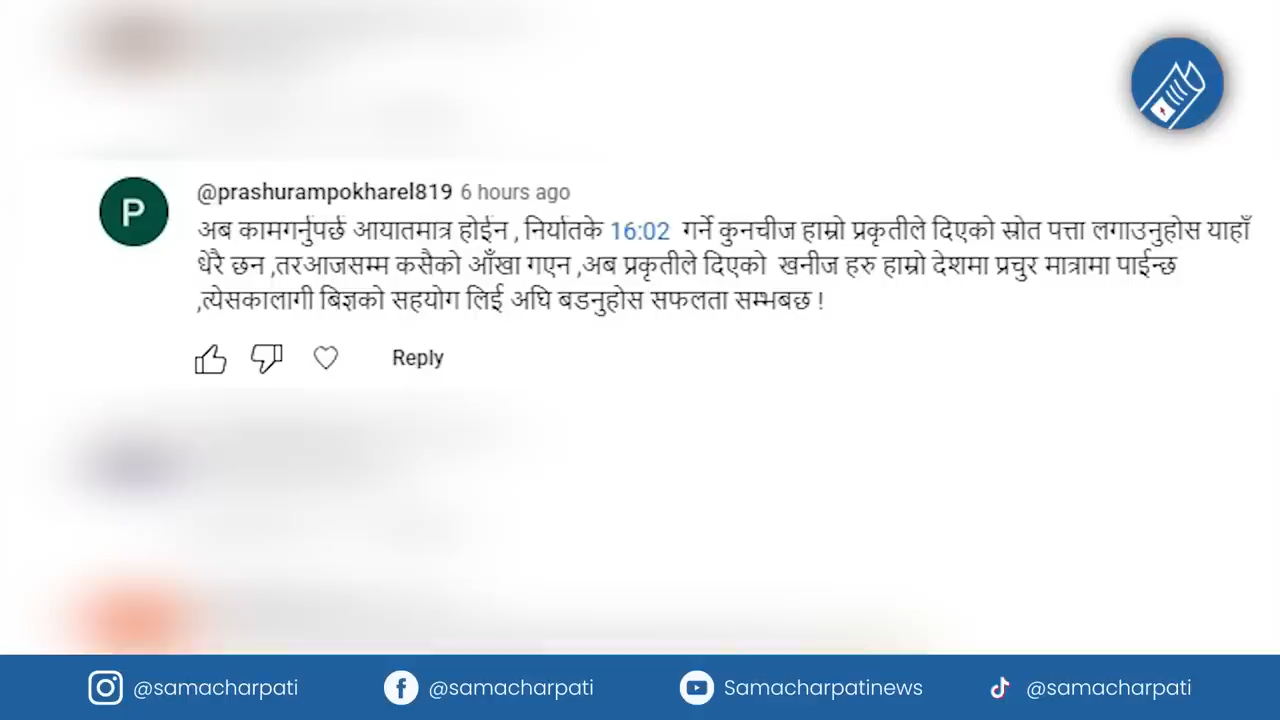 @prashurampokharel819 6 hours ago
अब कामगर्नुपर्छ आयातमात्र होईन , निर्यातके 16:02 गर्ने कुनचीज हाम्रो प्रकृतीले दिएको स्रोत पत्ता लगाउनुहोस याहाँ
धेरै छन ,तरआजसम्म कसैको आँखा गएन ,अब प्रकृतीले दिएको खनीज हरु हाम्रो देशमा प्रचुर मात्रामा पाईन्छ
,त्येसकालागी बिज्ञको सहयोग लिई अघि बडनुहोस सफलता सम्भबछ !
Reply
@samacharpati @samacharpati Samacharpatinews @samacharpati